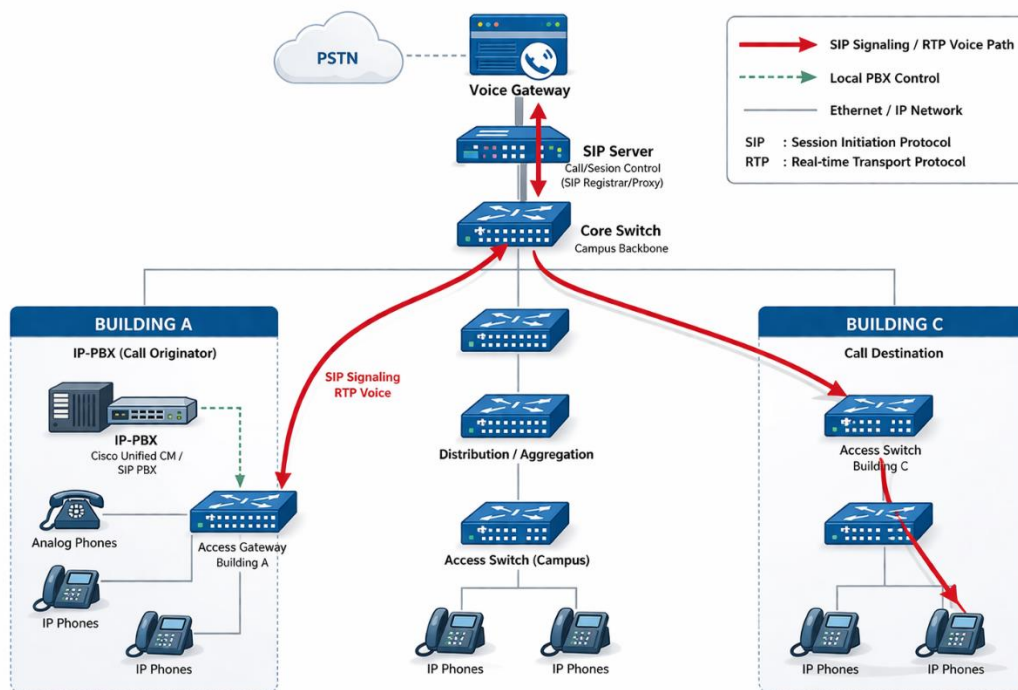 PSTN
Voice Gateway
SIP Server
Call/Sesion Control
(SIP Registrar/Proxy)
Core Switch
Campus Backbone
SIP Signaling / RTP Voice Path
Local PBX Control
Ethernet / IP Network
SIP : Session Initiation Protocol
RTP : Real-time Transport Protocol
BUILDING A
IP-PBX (Call Originator)
IP-PBX
Cisco Unified CM /
SIP PBX
Analog Phones
Access Gateway
Building A
IP Phones
IP Phones
SIP Signaling
RTP Voice
Distribution / Aggregation
Access Switch (Campus)
IP Phones
IP Phones
BUILDING C
Call Destination
Access Switch
Building C
IP Phones
IP Phones